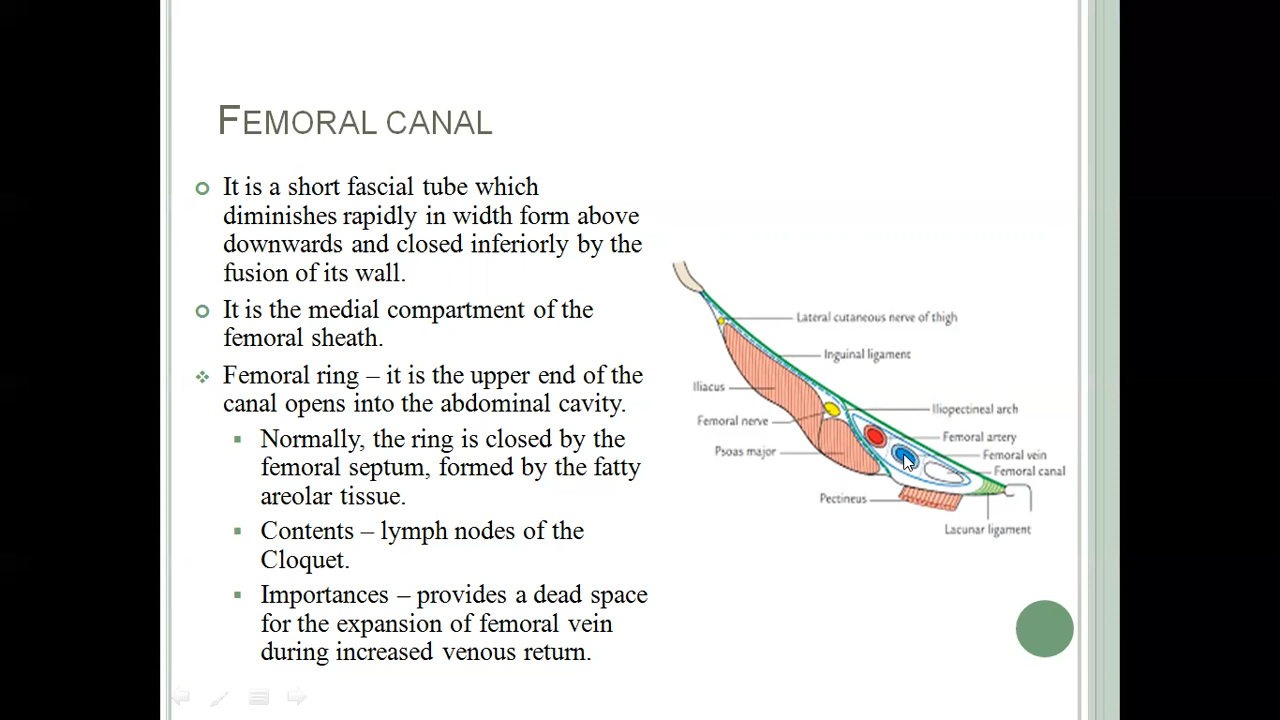 FEMORAL CANAL
It is a short fascial tube which
diminishes rapidly in width form above
downwards and closed inferiorly by the
fusion of its wall.
It is the medial compartment of the
femoral sheath.
Femoral ring – it is the upper end of the
canal opens into the abdominal cavity.
Normally, the ring is closed by the
femoral septum, formed by the fatty
areolar tissue.
Contents – lymph nodes of the
Cloquet.
Importances – provides a dead space
for the expansion of femoral vein
during increased venous return.
Lateral cutaneous nerve of thigh
Inguinal ligament
Iliacus
Iliopectineal arch
Femoral nerve
Femoral artery
Psoas major
Femoral vein
Femoral canal
Pectineus
Lacunar ligament